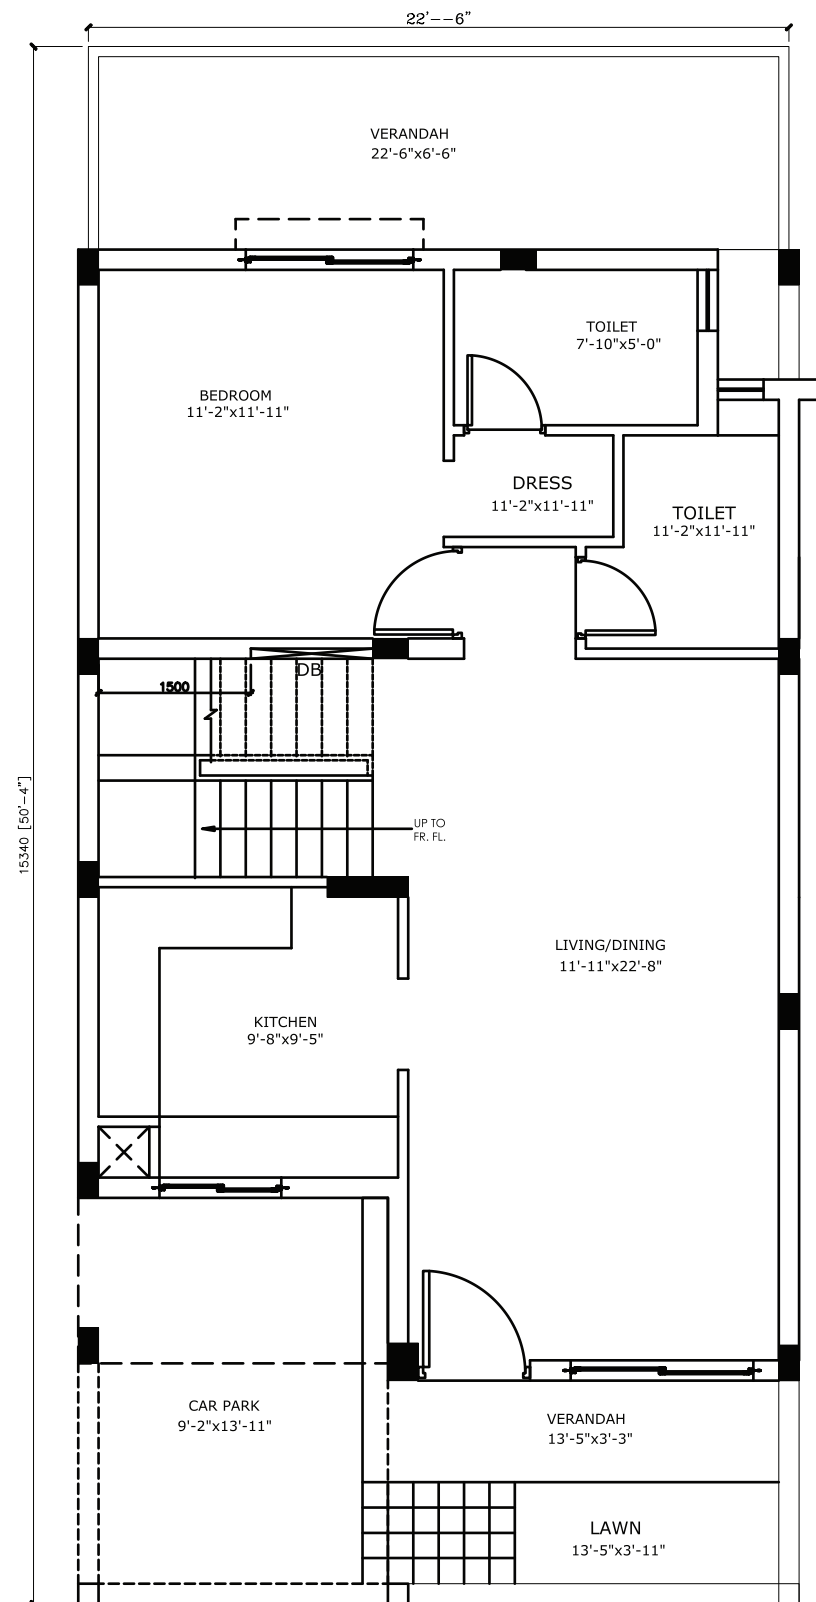 22'--6"
VERANDAH
22'-6"x6'-6"
TOILET
7'-10"x5'-0"
BEDROOM
11'-2"x11'-11"
DRESS
11'-2"x11'-11"
TOILET
11'-2"x11'-11"
DB
1500
15340 [50'-4"]
UP TO
FR. FL.
LIVING/DINING
11'-11"x22'-8"
KITCHEN
9'-8"x9'-5"
CAR PARK
9'-2"x13'-11"
VERANDAH
13'-5"x3'-3"
LAWN
13'-5"x3'-11"